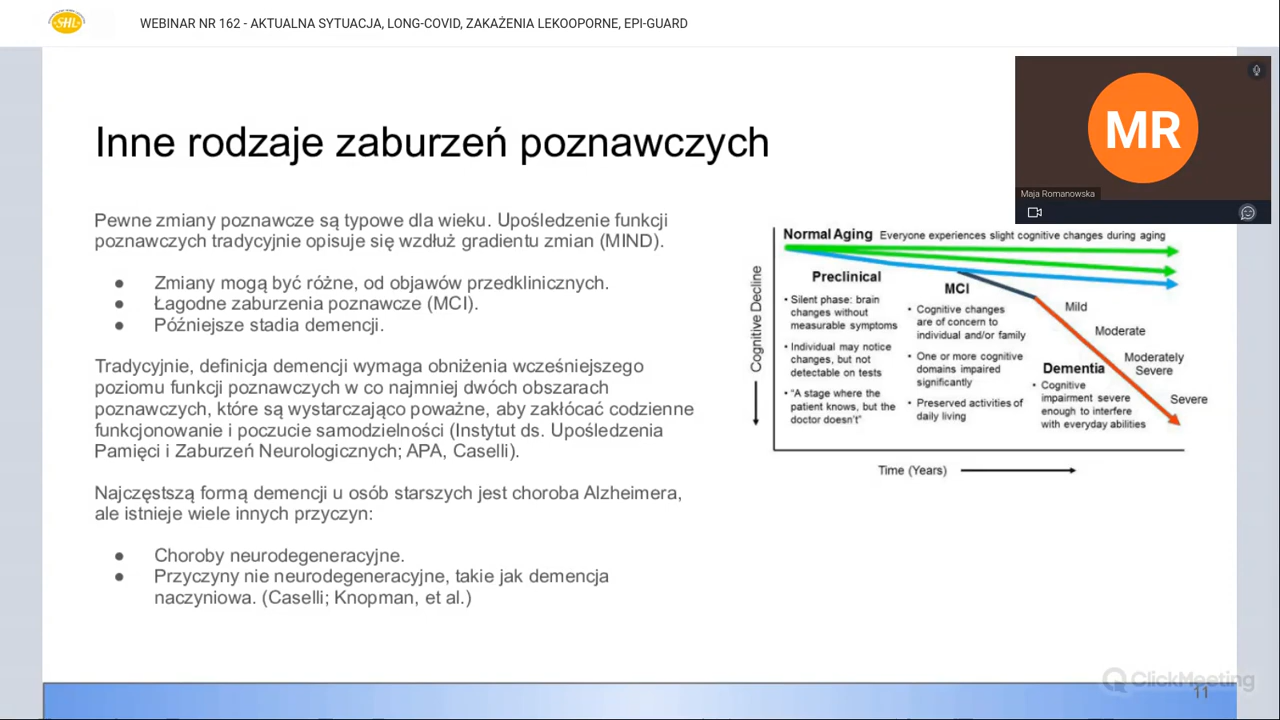 SHL
WEBINAR NR 162 - AKTUALNA SYTUACJA, LONG-COVID, ZAKAŻENIA LEKOOPORNE, EPI-GUARD
MR
Maja Romanowska
Inne rodzaje zaburzeń poznawczych
Pewne zmiany poznawcze są typowe dla wieku. Upośledzenie funkcji
poznawczych tradycyjnie opisuje się wzdłuż gradientu zmian (MIND).
● Zmiany mogą być różne, od objawów przedklinicznych.
● Łagodne zaburzenia poznawcze (MCI).
● Późniejsze stadia demencji.
Tradycyjnie, definicja demencji wymaga obniżenia wcześniejszego
poziomu funkcji poznawczych w co najmniej dwóch obszarach
poznawczych, które są wystarczająco poważne, aby zakłócać codzienne
funkcjonowanie i poczucie samodzielności (Instytut ds. Upośledzenia
Pamięci i Zaburzeń Neurologicznych; APA, Caselli).
Najczęstszą formą demencji u osób starszych jest choroba Alzheimera,
ale istnieje wiele innych przyczyn:
● Choroby neurodegeneracyjne.
● Przyczyny nie neurodegeneracyjne, takie jak demencja
naczyniowa. (Caselli; Knopman, et al.)
Normal Aging Everyone experiences slight cognitive changes during aging
Cognitive Decline
Preclinical
• Silent phase: brain
changes without
measurable symptoms
• Individual may notice
changes, but not
detectable on tests
• "A stage where the
patient knows, but the
doctor doesn't"
MCI
• Cognitive changes
are of concern to
individual and/or family
• One or more cognitive
domains impaired
significantly
• Preserved activities of
daily living
Mild
Moderate
Moderately
Severe
Severe
Dementia
• Cognitive
impairment severe
enough to interfere
with everyday abilities
Time (Years)
ClickMeeting
11